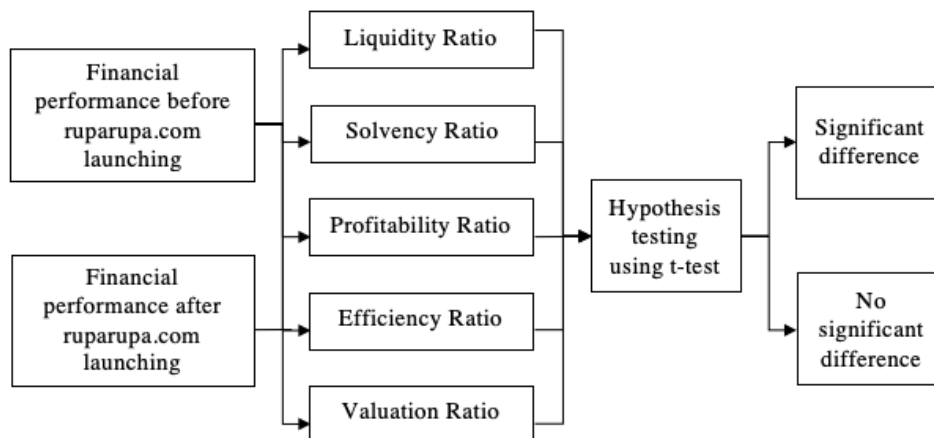 Financial
performance before
ruparupa.com
launching
Financial
performance after
ruparupa.com
launching
Liquidity Ratio
Solvency Ratio
Profitability Ratio
Efficiency Ratio
Valuation Ratio
Hypothesis
testing
using t-test
Significant
difference
No
significant
difference